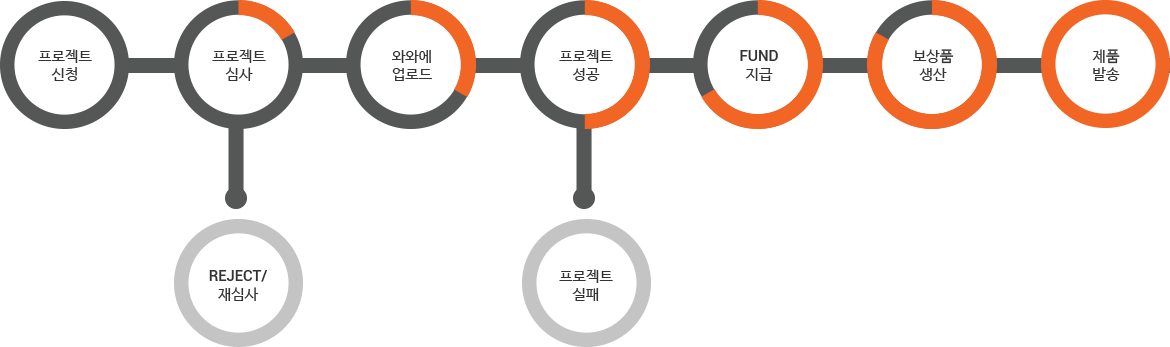 프로젝트
신청
프로젝트
심사
와와에
업로드
프로젝트
성공
FUND
지급
보상품
생산
제품
발송
REJECT/
재심사
프로젝트
실패